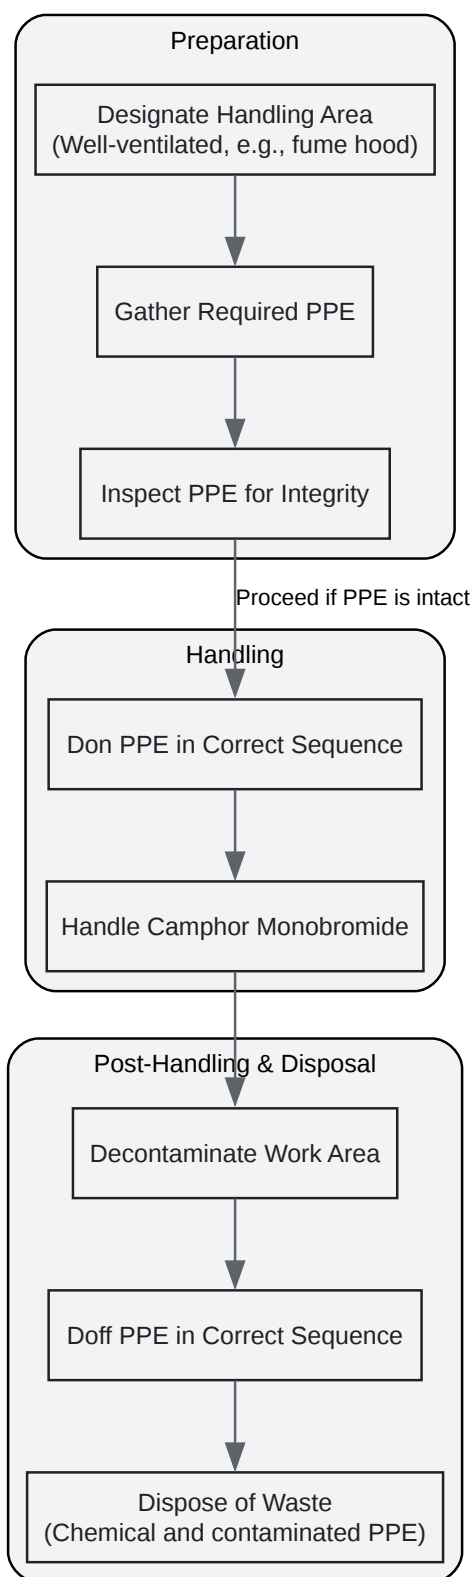 Preparation
Designate Handling Area
(Well-ventilated, e.g., fume hood)
Gather Required PPE
Inspect PPE for Integrity
Proceed if PPE is intact
Handling
Don PPE in Correct Sequence
Handle Camphor Monobromide
Post-Handling & Disposal
Decontaminate Work Area
Doff PPE in Correct Sequence
Dispose of Waste
(Chemical and contaminated PPE)